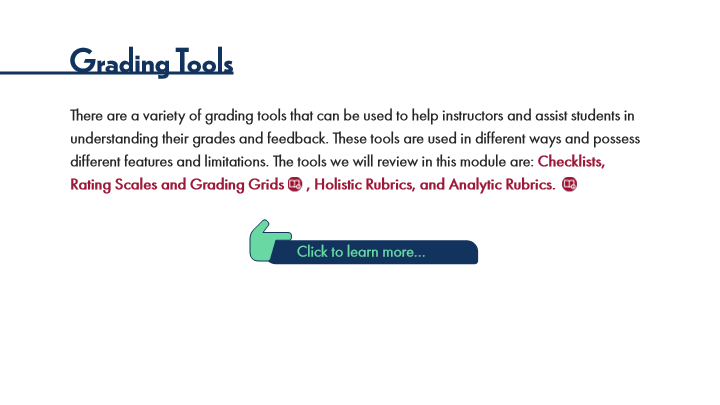 Grading Tools
There are a variety of grading tools that can be used to help instructors and assist students in
understanding their grades and feedback. These tools are used in different ways and possess
different features and limitations. The tools we will review in this module are: Checklists,
Rating Scales and Grading Grids , Holistic Rubrics, and Analytic Rubrics.
Click to learn more...